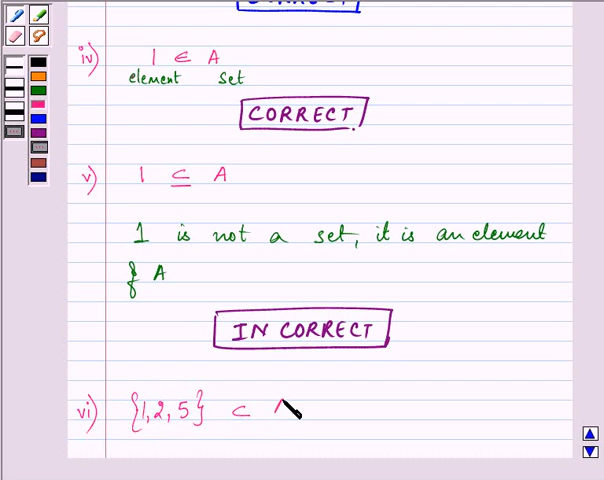 CORRECT
iv) 1 ∈ A
element set
CORRECT
v) 1 ⊆ A
1 is not a set, it is an element
of A
IN CORRECT
vi) {1, 2, 5} ⊂